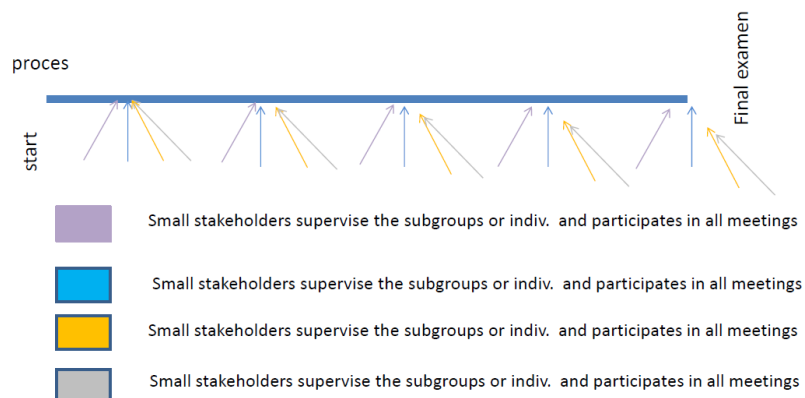 proces
Final examen
start
Small stakeholders supervise the subgroups or indiv. and participates in all meetings
Small stakeholders supervise the subgroups or indiv. and participates in all meetings
Small stakeholders supervise the subgroups or indiv. and participates in all meetings
Small stakeholders supervise the subgroups or indiv. and participates in all meetings